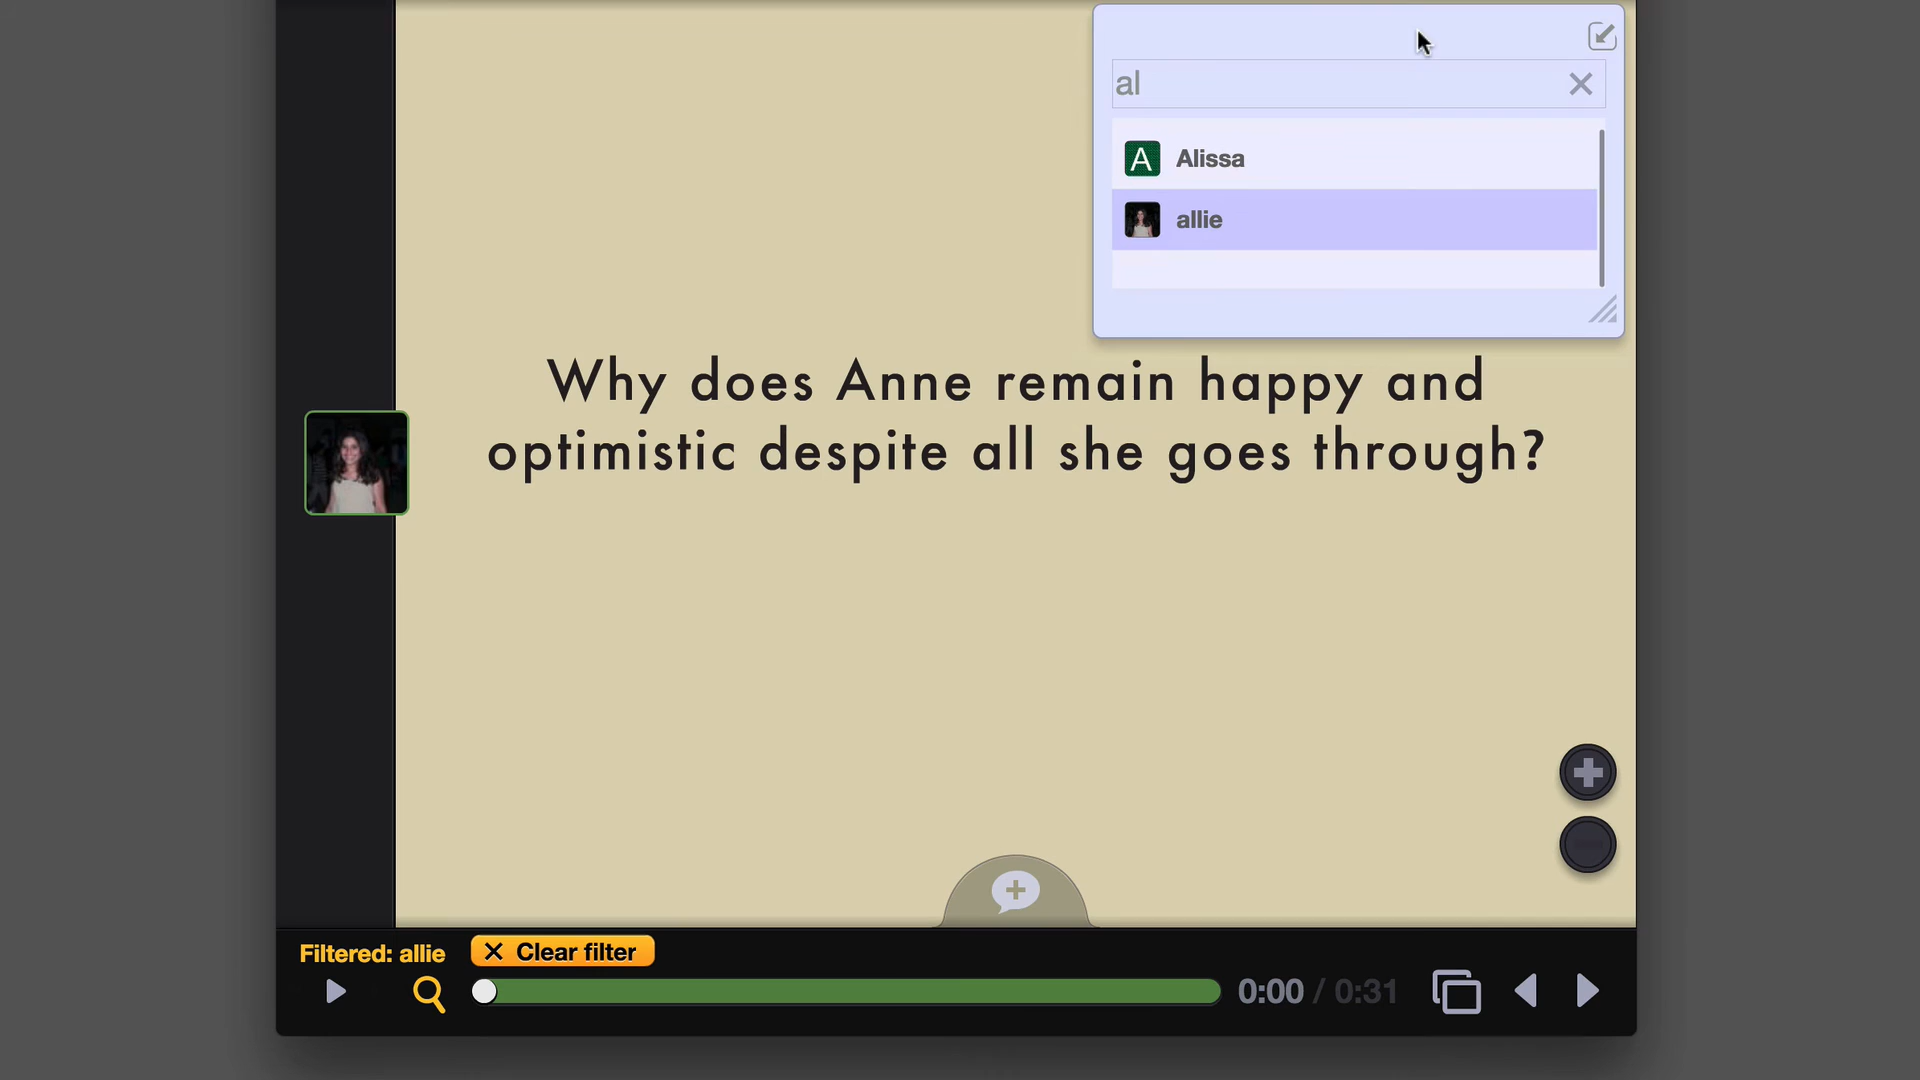 al
A Alissa
allie
Why does Anne remain happy and
optimistic despite all she goes through?
Filtered: allie
Clear filter
0:00 / 0:31